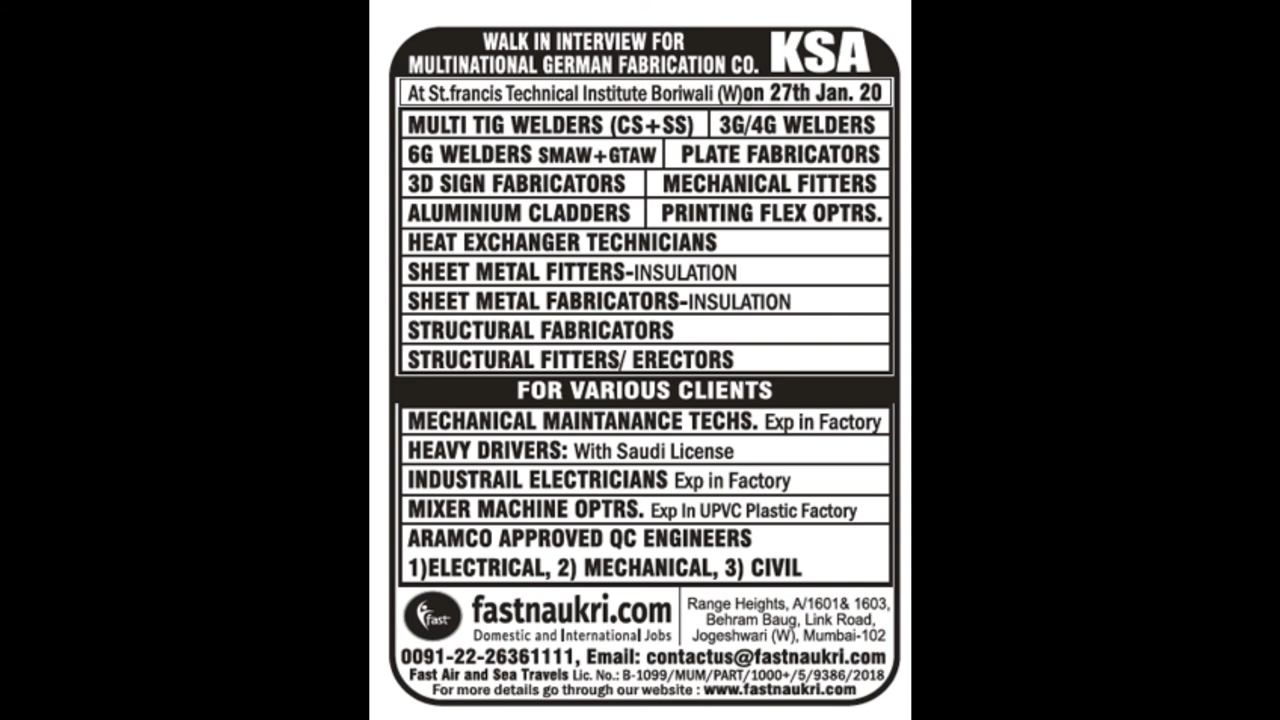 WALK IN INTERVIEW FOR
MULTINATIONAL GERMAN FABRICATION CO. KSA
At St.francis Technical Institute Boriwali (W)on 27th Jan. 20
MULTI TIG WELDERS (CS+SS) 3G/4G WELDERS
6G WELDERS SMAW+GTAW PLATE FABRICATORS
3D SIGN FABRICATORS MECHANICAL FITTERS
ALUMINIUM CLADDERS PRINTING FLEX OPTRS.
HEAT EXCHANGER TECHNICIANS
SHEET METAL FITTERS-INSULATION
SHEET METAL FABRICATORS-INSULATION
STRUCTURAL FABRICATORS
STRUCTURAL FITTERS/ ERECTORS
FOR VARIOUS CLIENTS
MECHANICAL MAINTANANCE TECHS. Exp in Factory
HEAVY DRIVERS: With Saudi License
INDUSTRAIL ELECTRICIANS Exp in Factory
MIXER MACHINE OPTRS. Exp In UPVC Plastic Factory
ARAMCO APPROVED QC ENGINEERS
1)ELECTRICAL, 2) MECHANICAL, 3) CIVIL
fast
fastnaukri.com
Domestic and International Jobs
Range Heights, A/1601& 1603,
Behram Baug, Link Road,
Jogeshwari (W), Mumbai-102
0091-22-26361111, Email: contactus@fastnaukri.com
Fast Air and Sea Travels Lic. No.: B-1099/MUM/PART/1000+/5/9386/2018
For more details go through our website : www.fastnaukri.com